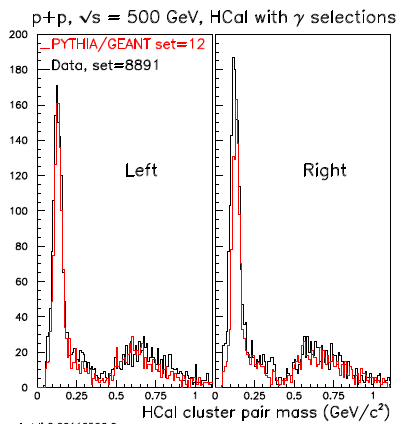 p+p, √s = 500 GeV, HCal with γ selections
PYTHIA/GEANT set=12
Data, set=8891
200
180
160
140
120
100
80
60
40
20
0
Left
Right
0 0.25 0.5 0.75 1 0 0.25 0.5 0.75 1
HCal cluster pair mass (GeV/c²)